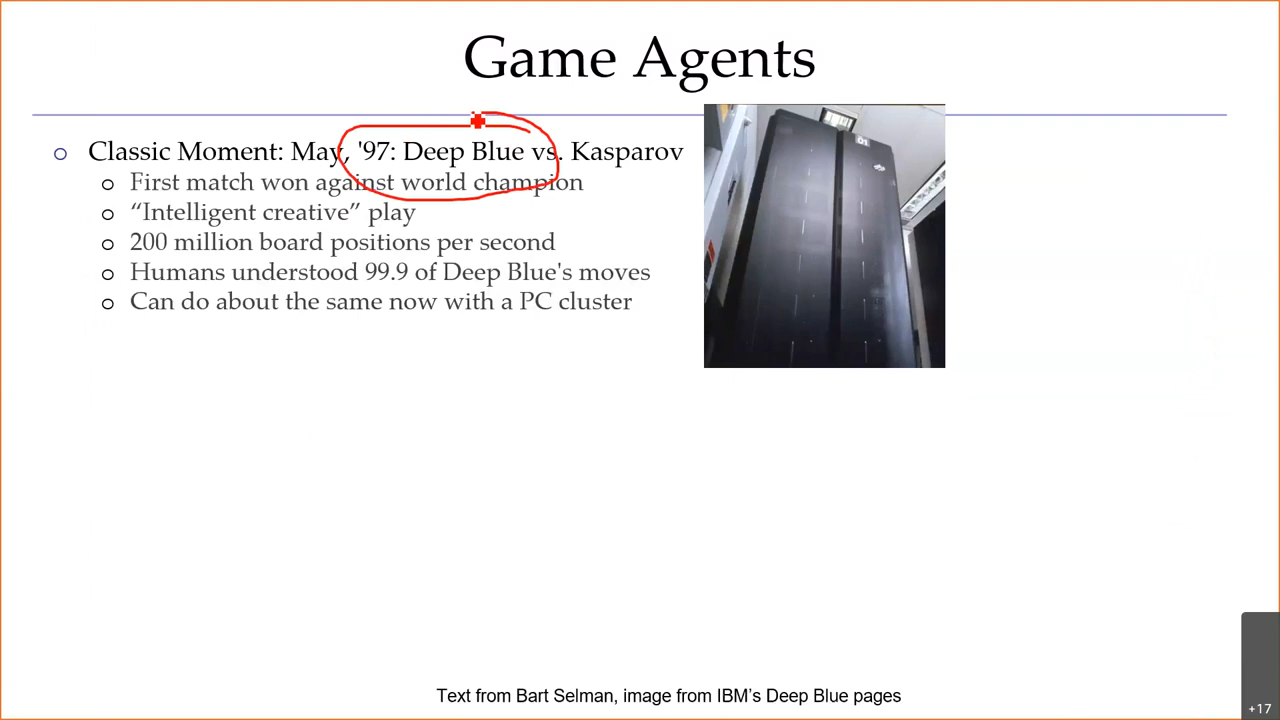 Game Agents
Classic Moment: May, '97: Deep Blue vs. Kasparov
First match won against world champion
“Intelligent creative” play
200 million board positions per second
Humans understood 99.9 of Deep Blue's moves
Can do about the same now with a PC cluster
01
Text from Bart Selman, image from IBM’s Deep Blue pages
+17